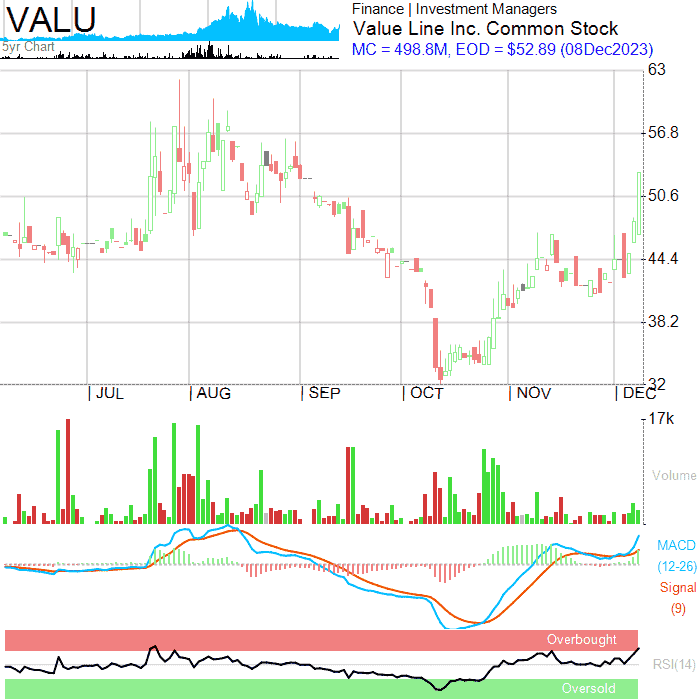 VALU
5yr Chart
Finance | Investment Managers
Value Line Inc. Common Stock
MC = 498.8M, EOD = $52.89 (08Dec2023)
63
56.8
50.6
44.4
38.2
32
JUL AUG SEP OCT NOV DEC
17k
Volume
MACD
(12-26)
Signal
(9)
Overbought
RSI(14)
Oversold